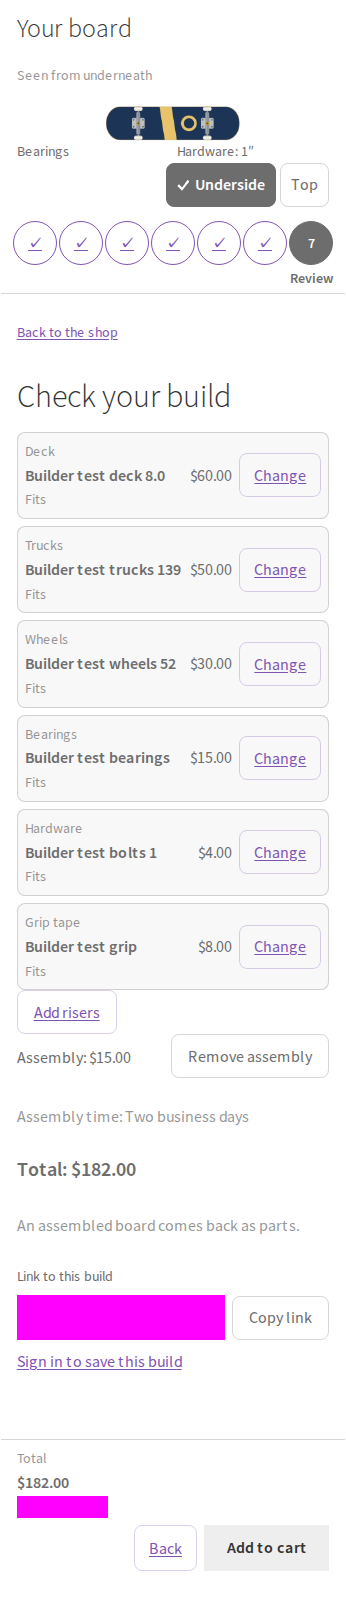 Your board
Seen from underneath
Bearings
Hardware: 1″
✓ Underside
Top
✓ ✓ ✓ ✓ ✓ ✓ 7
Review
Back to the shop
Check your build
Deck
Builder test deck 8.0 $60.00 Change
Fits
Trucks
Builder test trucks 139 $50.00 Change
Fits
Wheels
Builder test wheels 52 $30.00 Change
Fits
Bearings
Builder test bearings $15.00 Change
Fits
Hardware
Builder test bolts 1 $4.00 Change
Fits
Grip tape
Builder test grip $8.00 Change
Fits
Add risers
Assembly: $15.00 Remove assembly
Assembly time: Two business days
Total: $182.00
An assembled board comes back as parts.
Link to this build
Copy link
Sign in to save this build
Total
$182.00
Back Add to cart